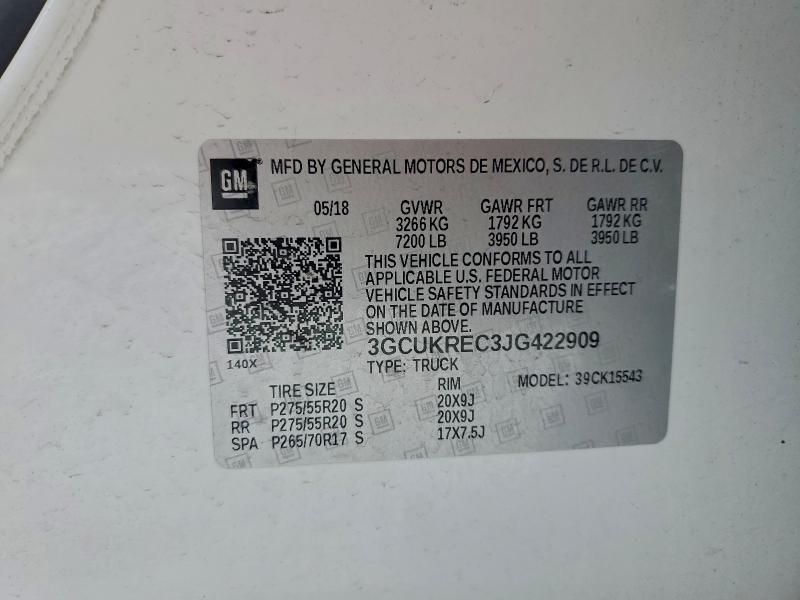 GM
MFD BY GENERAL MOTORS DE MEXICO, S. DE R.L. DE C.V.
05/18 GVWR GAWR FRT GAWR RR
3266 KG 1792 KG 1792 KG
7200 LB 3950 LB 3950 LB
THIS VEHICLE CONFORMS TO ALL
APPLICABLE U.S. FEDERAL MOTOR
VEHICLE SAFETY STANDARDS IN EFFECT
ON THE DATE OF MANUFACTURE
SHOWN ABOVE.
3GCUKREC3JG422909
140X
TYPE: TRUCK
TIRE SIZE RIM MODEL: 39CK15543
FRT P275/55R20 S 20X9J
RR P275/55R20 S 20X9J
SPA P265/70R17 S 17X7.5J